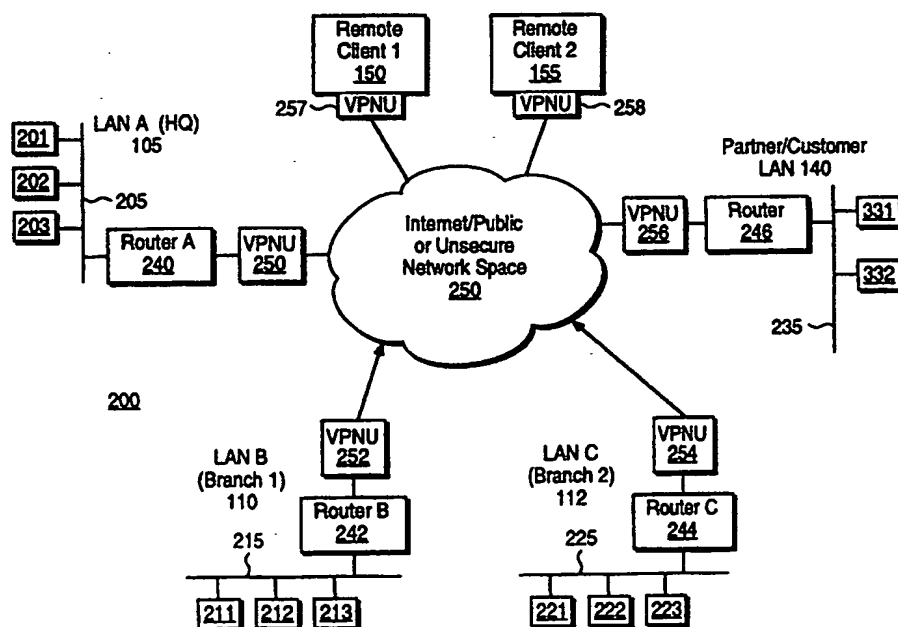 Remote
Client 1
150
VPNU
257
Remote
Client 2
155
VPNU
258
LAN A (HQ)
105
201
202
203
205
Router A
240
VPNU
250
Internet/Public
or Unsecure
Network Space
250
Partner/Customer
LAN 140
VPNU
256
Router
246
331
332
235
200
LAN B
(Branch 1)
110
VPNU
252
Router B
242
215
211
212
213
LAN C
(Branch 2)
112
VPNU
254
Router C
244
225
221
222
223